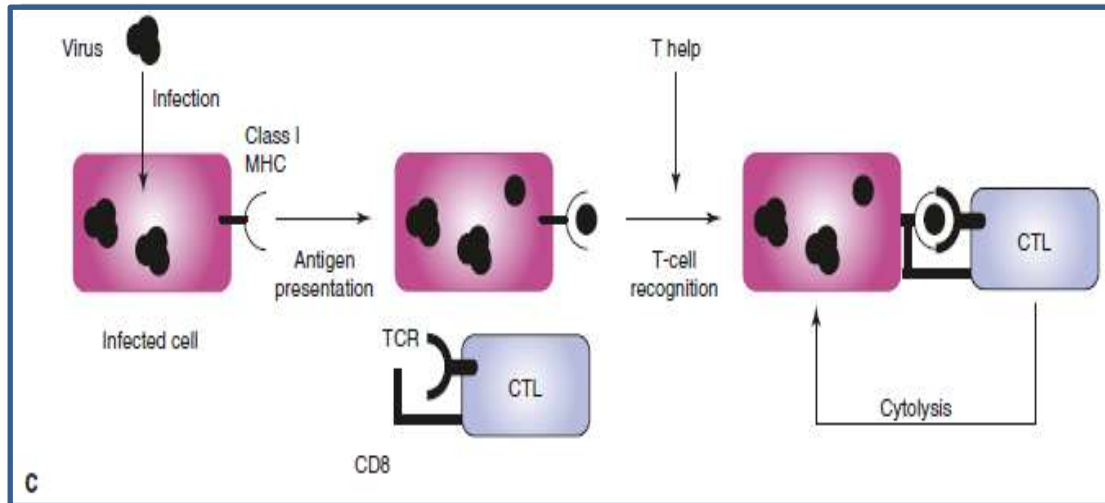 Virus
T help
Infection
Class I
MHC
Antigen
presentation
T-cell
recognition
CTL
Infected cell
TCR
CTL
Cytolysis
CD8
C